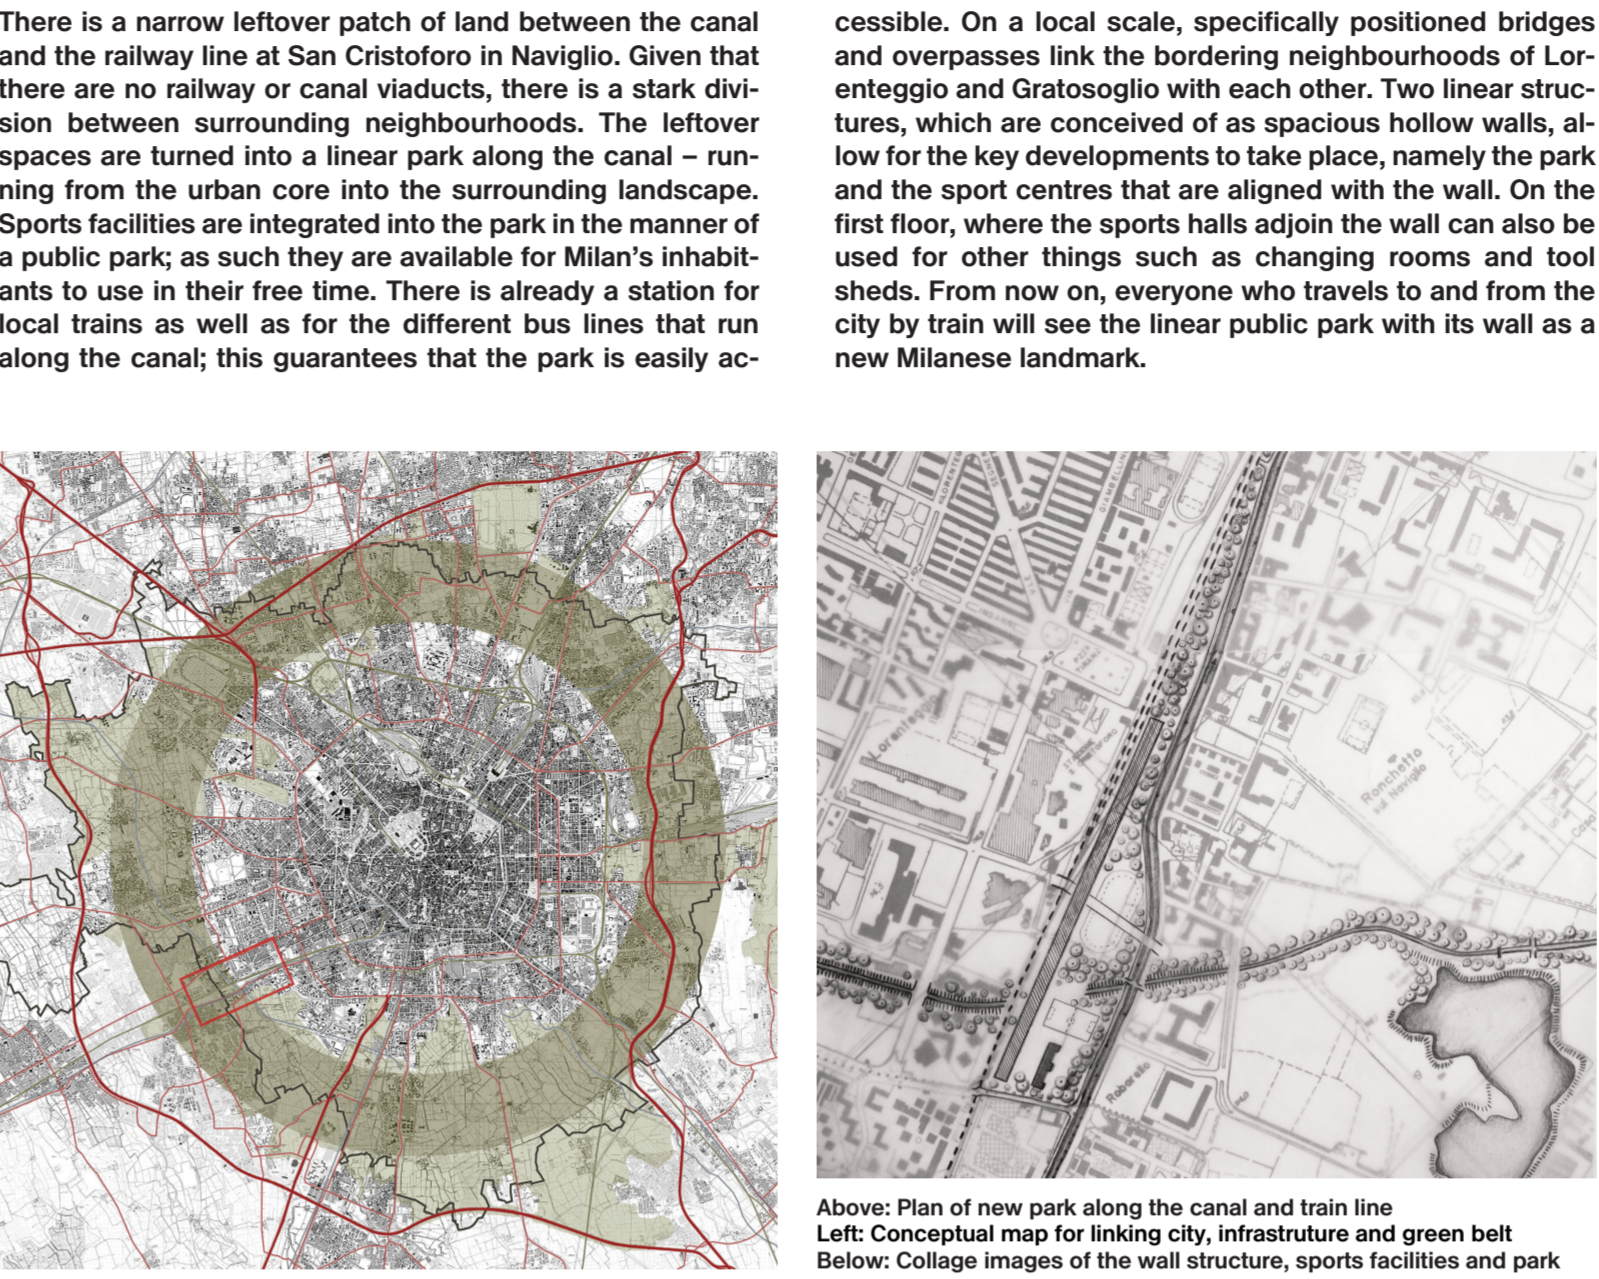 There is a narrow leftover patch of land between the canal
and the railway line at San Cristoforo in Naviglio. Given that
there are no railway or canal viaducts, there is a stark divi-
sion between surrounding neighbourhoods. The leftover
spaces are turned into a linear park along the canal – run-
ning from the urban core into the surrounding landscape.
Sports facilities are integrated into the park in the manner of
a public park; as such they are available for Milan's inhabit-
ants to use in their free time. There is already a station for
local trains as well as for the different bus lines that run
along the canal; this guarantees that the park is easily ac-
cessible. On a local scale, specifically positioned bridges
and overpasses link the bordering neighbourhoods of Lor-
enteggio and Gratosoglio with each other. Two linear struc-
tures, which are conceived of as spacious hollow walls, al-
low for the key developments to take place, namely the park
and the sport centres that are aligned with the wall. On the
first floor, where the sports halls adjoin the wall can also be
used for other things such as changing rooms and tool
sheds. From now on, everyone who travels to and from the
city by train will see the linear public park with its wall as a
new Milanese landmark.
Lorenteggio
Ronchetto
sul Naviglio
Robarello
Above: Plan of new park along the canal and train line
Left: Conceptual map for linking city, infrastruture and green belt
Below: Collage images of the wall structure, sports facilities and park